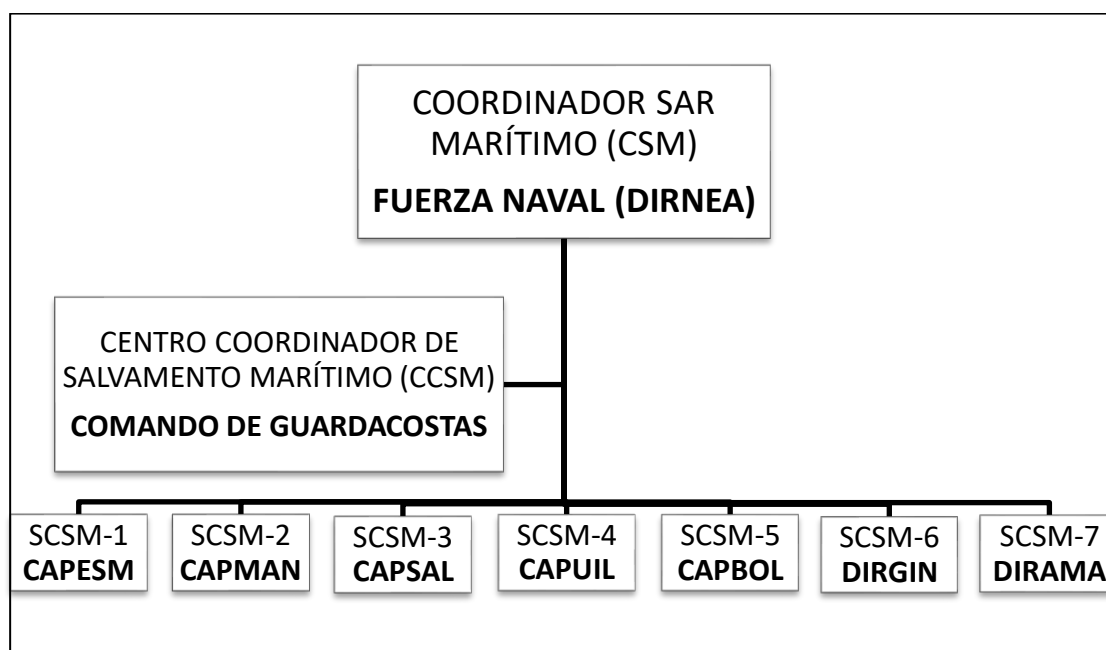 COORDINADOR SAR
MARÍTIMO (CSM)
FUERZA NAVAL (DIRNEA)
CENTRO COORDINADOR DE
SALVAMENTO MARÍTIMO (CCSM)
COMANDO DE GUARDACOSTAS
SCSM-1
CAPESM
SCSM-2
CAPMAN
SCSM-3
CAPSAL
SCSM-4
CAPUIL
SCSM-5
CAPBOL
SCSM-6
DIRGIN
SCSM-7
DIRAMA